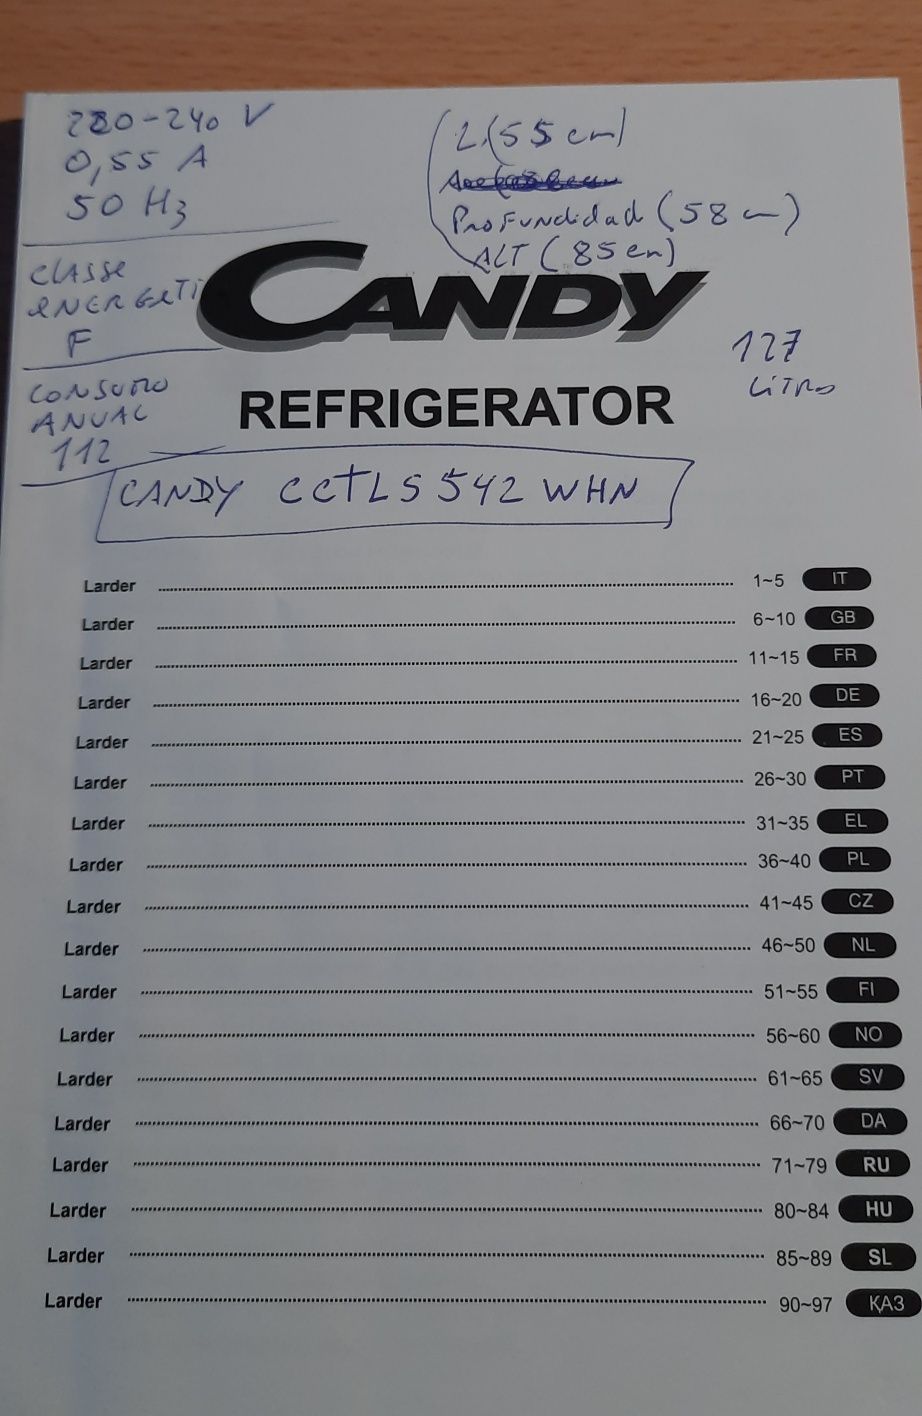 220-240 V
0,55 A
50 Hz
L (55 cm)
Profundidad (58 cm)
ALT (85 cm)
CLASSE
ENERGETI
F
CANDY
REFRIGERATOR
127
LITROS
CONSUMO
ANUAL
112
CANDY CCTLS 542 WHN
Larder 1~5 IT
Larder 6~10 GB
Larder 11~15 FR
Larder 16~20 DE
Larder 21~25 ES
Larder 26~30 PT
Larder 31~35 EL
Larder 36~40 PL
Larder 41~45 CZ
Larder 46~50 NL
Larder 51~55 FI
Larder 56~60 NO
Larder 61~65 SV
Larder 66~70 DA
Larder 71~79 RU
Larder 80~84 HU
Larder 85~89 SL
Larder 90~97 ҚАЗ